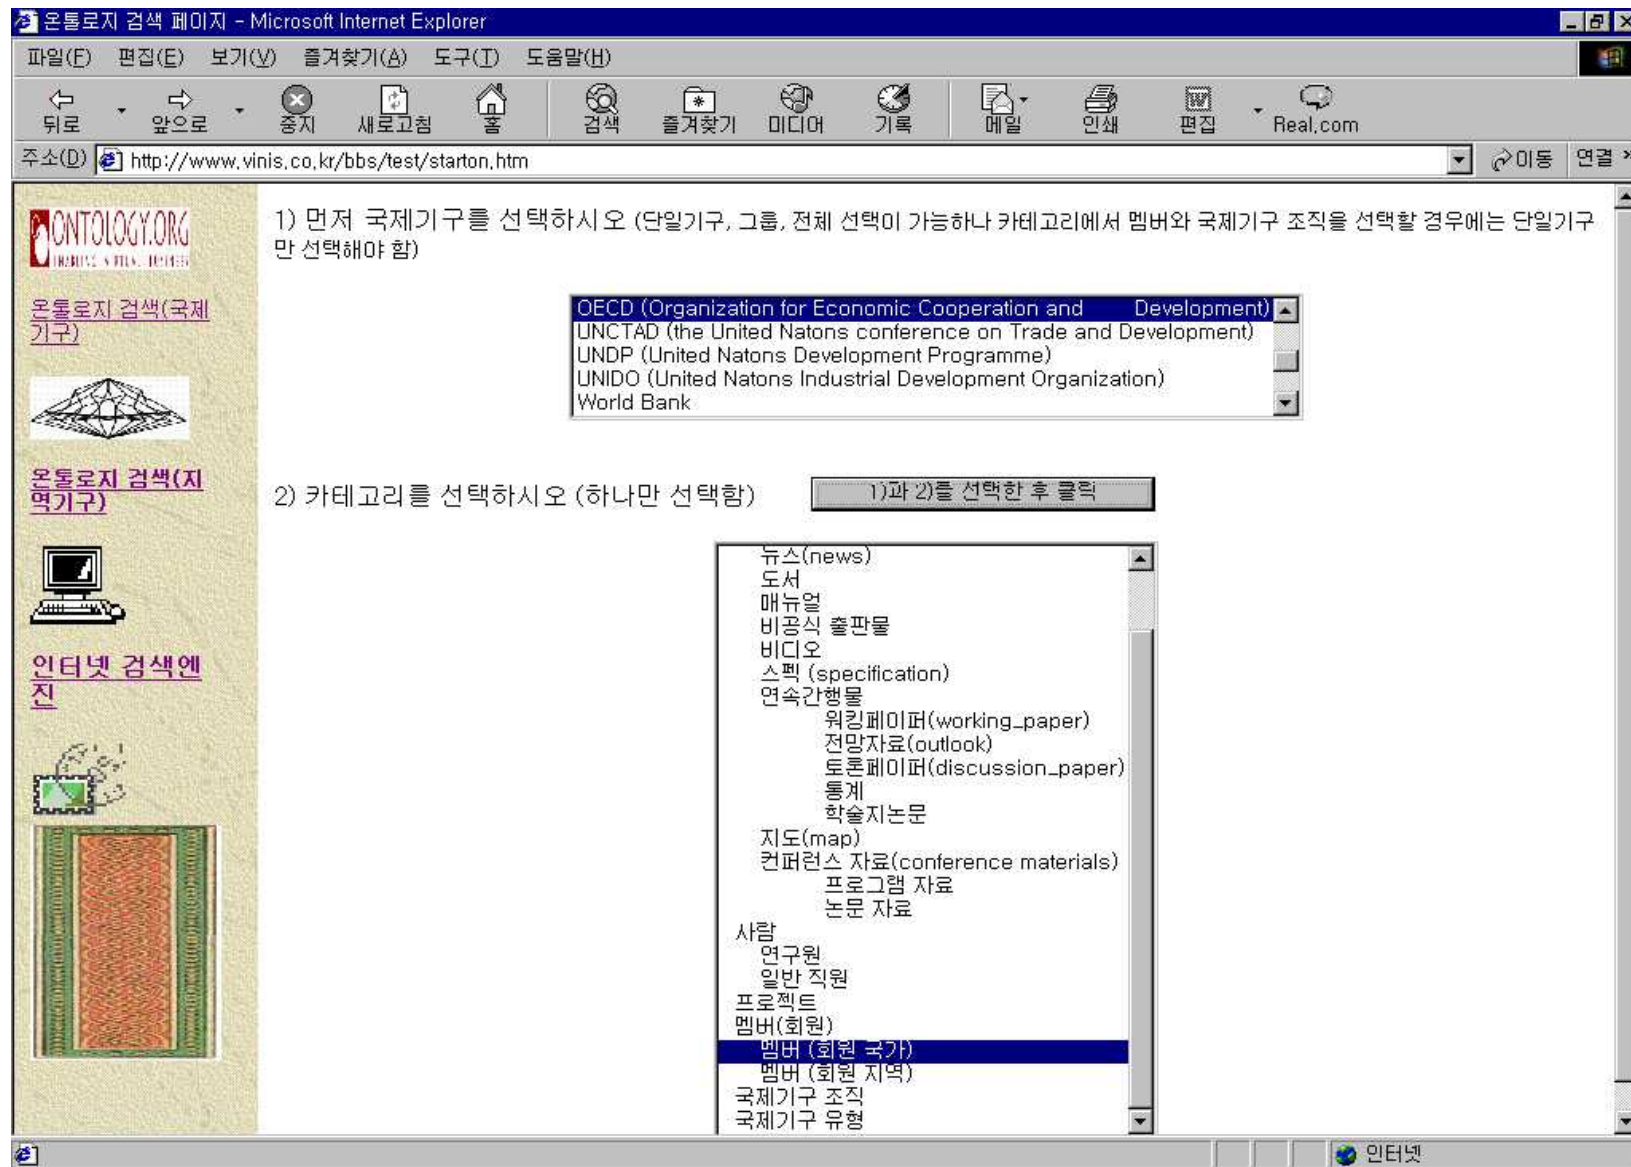 온톨로지 검색 페이지 - Microsoft Internet Explorer
파일(F) 편집(E) 보기(V) 즐겨찾기(A) 도구(T) 도움말(H)
뒤로 앞으로 중지 새로고침 홈 검색 즐겨찾기 미디어 기록 메일 인쇄 편집 Real.com
주소(D) http://www.vinis.co.kr/bbs/test/starton.htm 이동 연결 »
ONTOLOGY.ORG
ENABLING VIRTUAL BUSINESS
온톨로지 검색(국제
기구)
온톨로지 검색(지
역기구)
인터넷 검색엔
진
1) 먼저 국제기구를 선택하시오 (단일기구, 그룹, 전체 선택이 가능하나 카테고리에서 멤버와 국제기구 조직을 선택할 경우에는 단일기구
만 선택해야 함)
OECD (Organization for Economic Cooperation and Development)
UNCTAD (the United Natons conference on Trade and Development)
UNDP (United Natons Development Programme)
UNIDO (United Natons Industrial Development Organization)
World Bank
2) 카테고리를 선택하시오 (하나만 선택함) 1)과 2)를 선택한 후 클릭
뉴스(news)
도서
매뉴얼
비공식 출판물
비디오
스펙 (specification)
연속간행물
워킹페이퍼(working_paper)
전망자료(outlook)
토론페이퍼(discussion_paper)
통계
학술지논문
지도(map)
컨퍼런스 자료(conference materials)
프로그램 자료
논문 자료
사람
연구원
일반 직원
프로젝트
멤버(회원)
멤버 (회원 국가)
멤버 (회원 지역)
국제기구 조직
국제기구 유형
인터넷